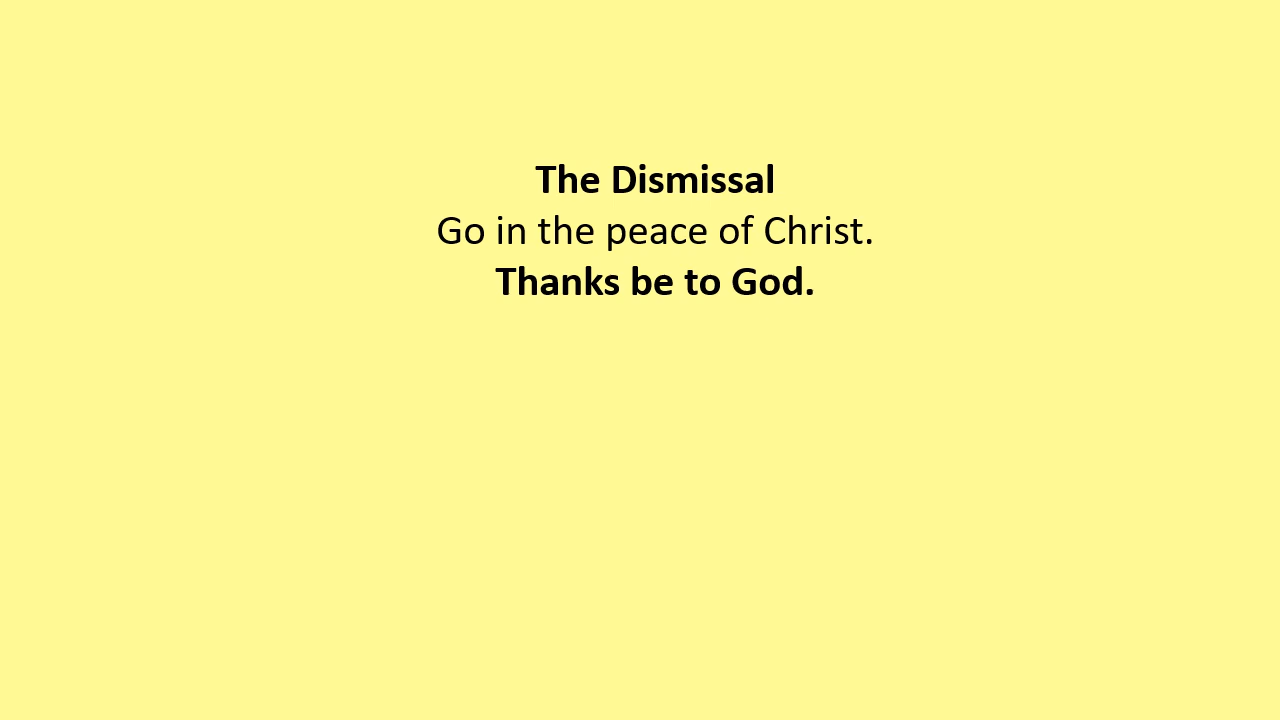 The Dismissal
Go in the peace of Christ.
Thanks be to God.